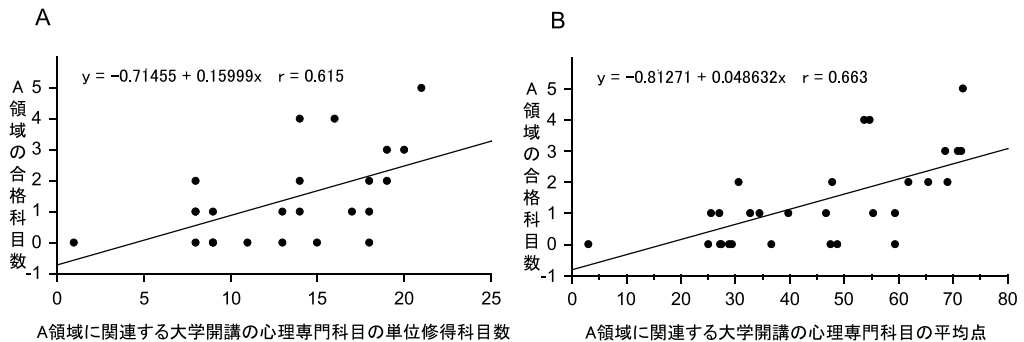 A
y = −0.71455 + 0.15999x r = 0.615
A領域の合格科目数
5
4
3
2
1
0
-1
0 5 10 15 20 25
A領域に関連する大学開講の心理専門科目の単位修得科目数
B
y = −0.81271 + 0.048632x r = 0.663
A領域の合格科目数
5
4
3
2
1
0
-1
0 10 20 30 40 50 60 70 80
A領域に関連する大学開講の心理専門科目の平均点